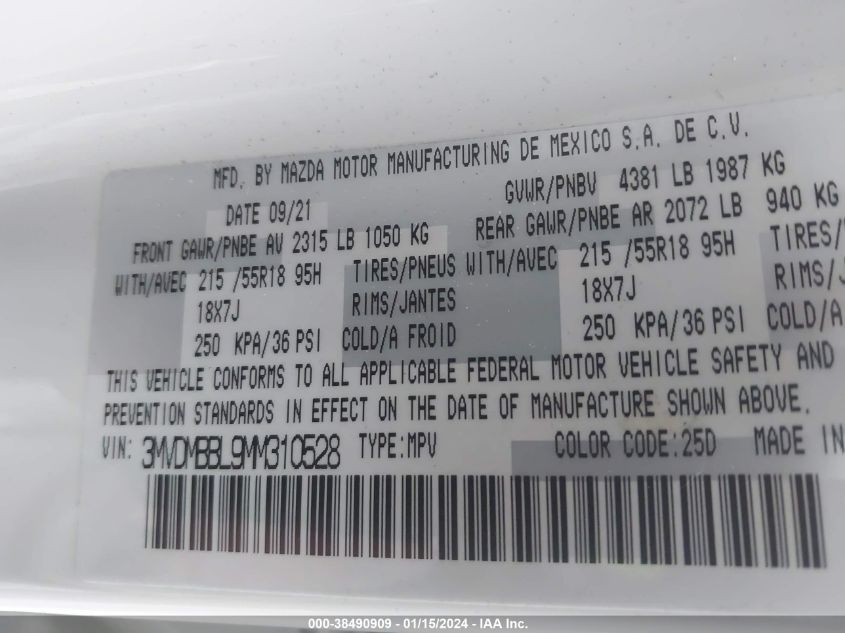 MFD. BY MAZDA MOTOR MANUFACTURING DE MEXICO S.A. DE C.V.
DATE 09/21 GVWR/PNBV 4381 LB 1987 KG
FRONT GAWR/PNBE AV 2315 LB 1050 KG REAR GAWR/PNBE AR 2072 LB 940 KG
WITH/AVEC 215 /55R18 95H TIRES/PNEUS WITH/AVEC 215 /55R18 95H TIRES/
18X7J RIMS/JANTES 18X7J RIMS/J
250 KPA/36 PSI COLD/A FROID 250 KPA/36 PSI COLD/A
THIS VEHICLE CONFORMS TO ALL APPLICABLE FEDERAL MOTOR VEHICLE SAFETY AND
PREVENTION STANDARDS IN EFFECT ON THE DATE OF MANUFACTURE SHOWN ABOVE.
VIN: 3MVDMBBL9MM310528 TYPE:MPV COLOR CODE:25D MADE IN
000-38490909 - 01/15/2024 - IAA Inc.